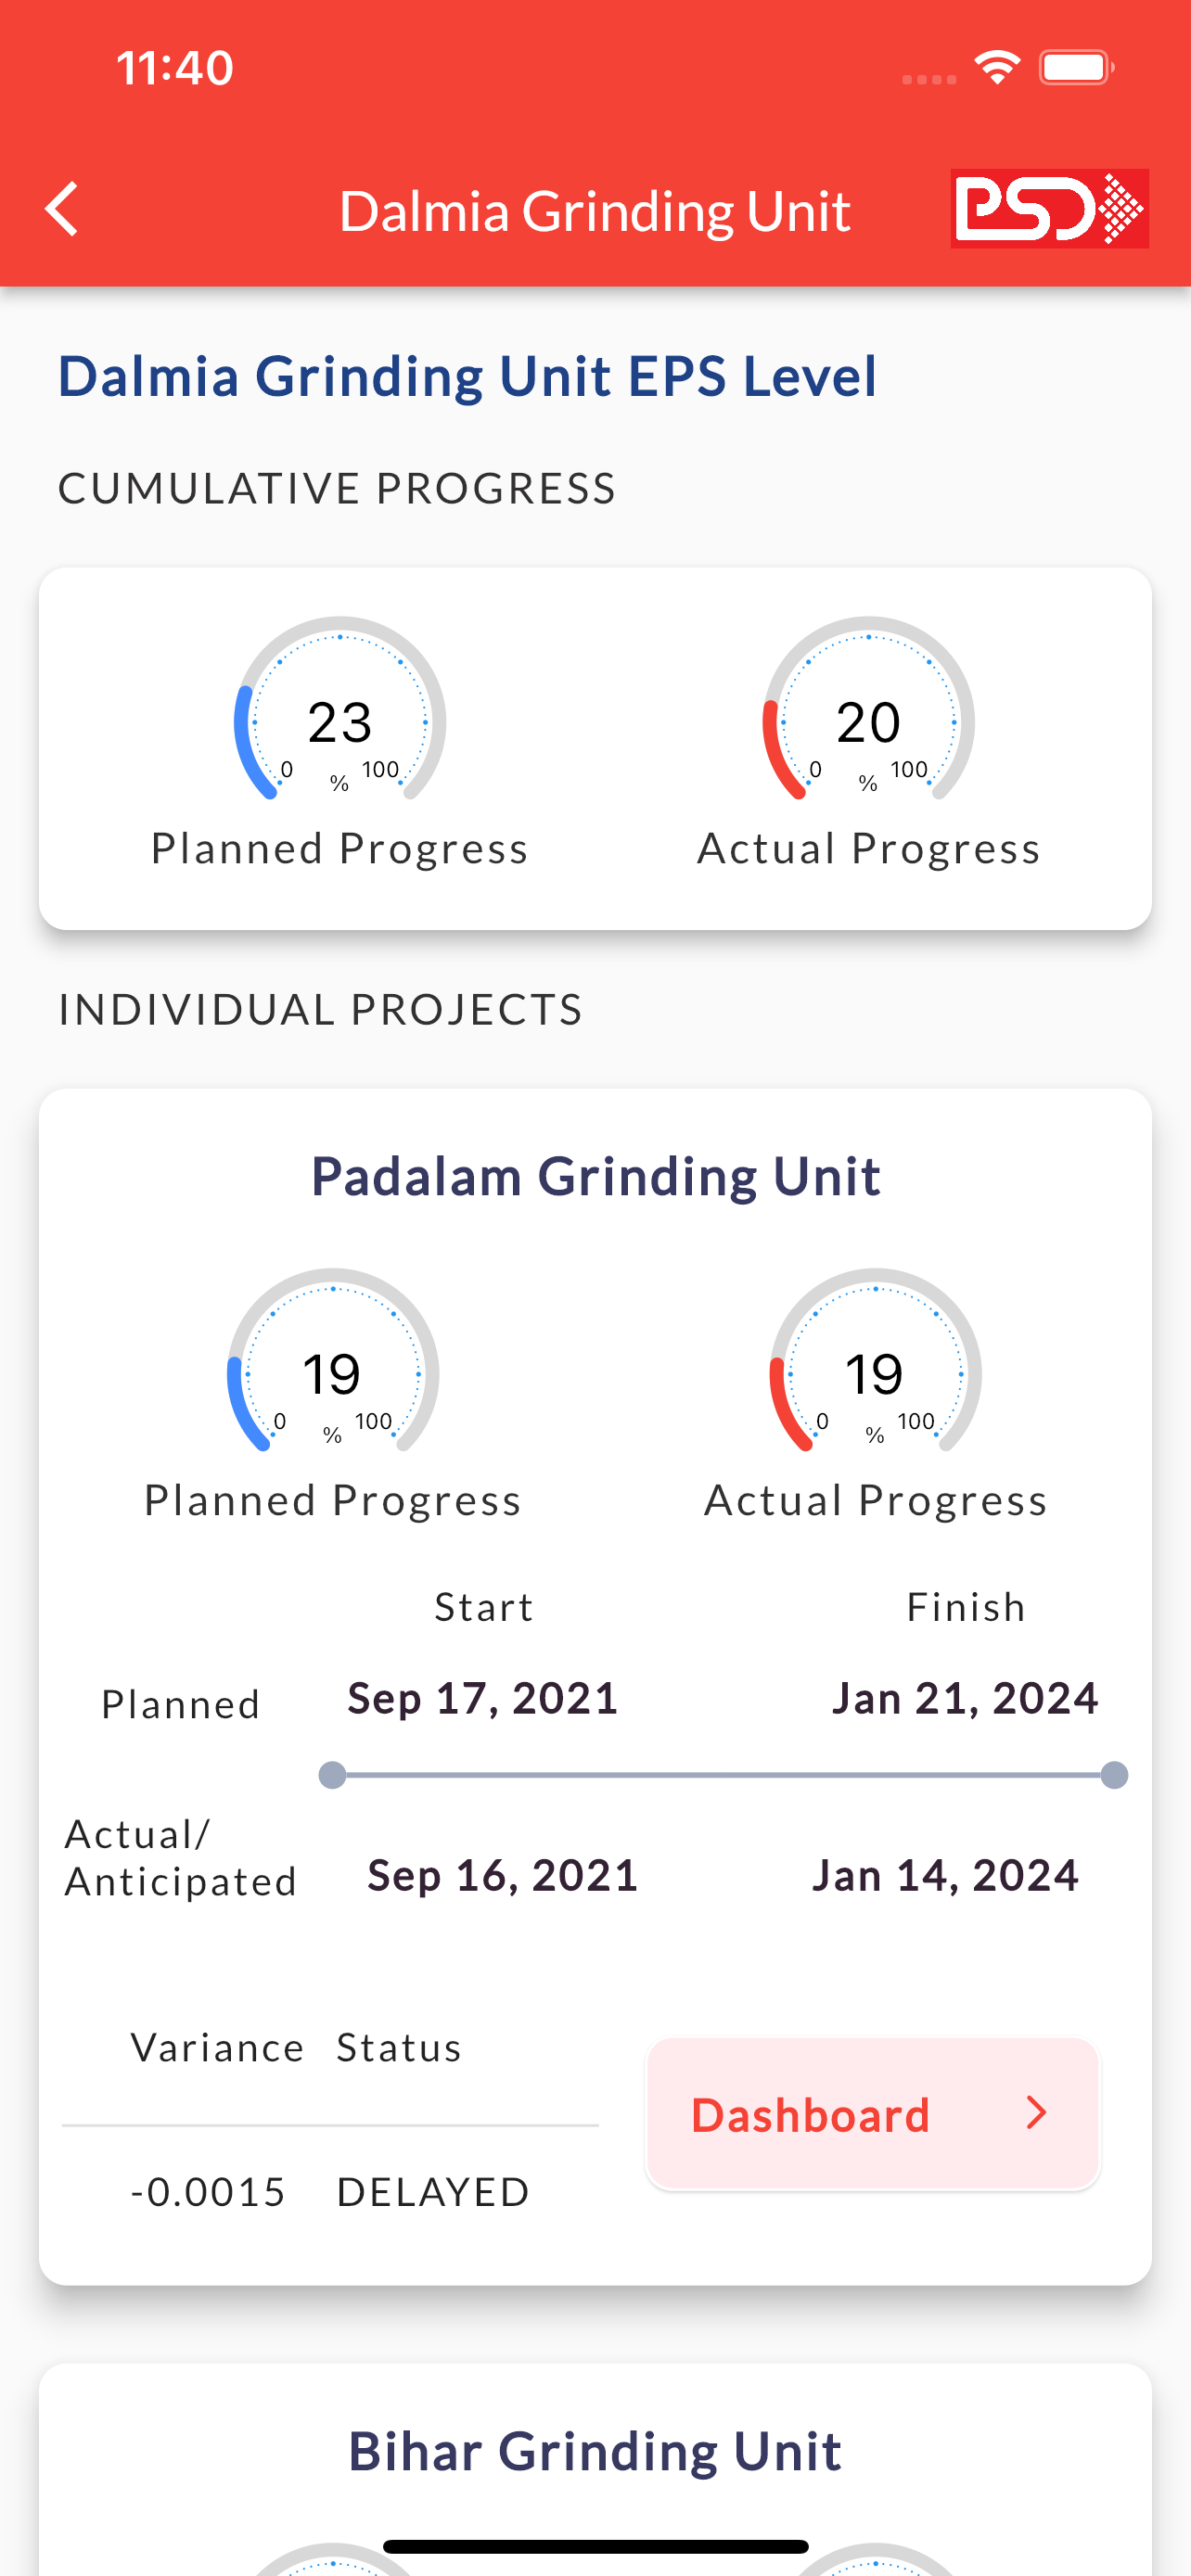 11:40
Dalmia Grinding Unit
PSD
Dalmia Grinding Unit EPS Level
CUMULATIVE PROGRESS
23
0 % 100
Planned Progress
20
0 % 100
Actual Progress
INDIVIDUAL PROJECTS
Padalam Grinding Unit
19
0 % 100
Planned Progress
19
0 % 100
Actual Progress
Start Finish
Planned Sep 17, 2021 Jan 21, 2024
Actual/
Anticipated Sep 16, 2021 Jan 14, 2024
Variance Status
-0.0015 DELAYED
Dashboard
Bihar Grinding Unit